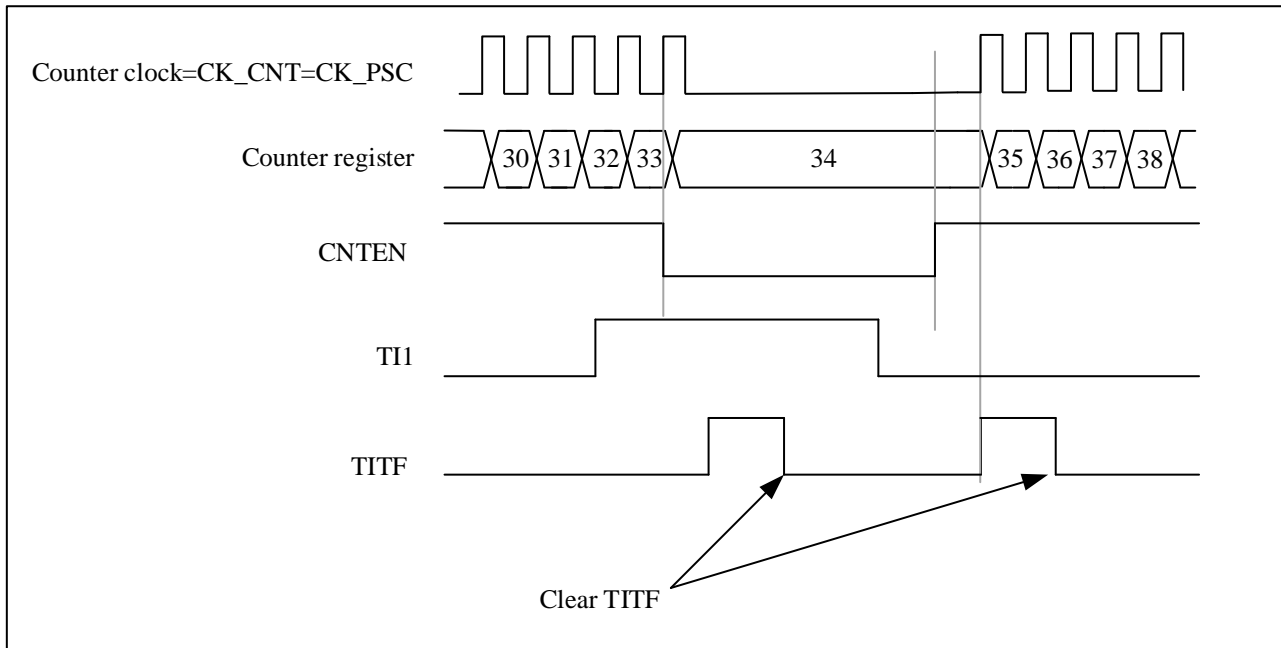 Counter clock=CK_CNT=CK_PSC
Counter register
30 31 32 33 34 35 36 37 38
CNTEN
TI1
TITF
Clear TITF